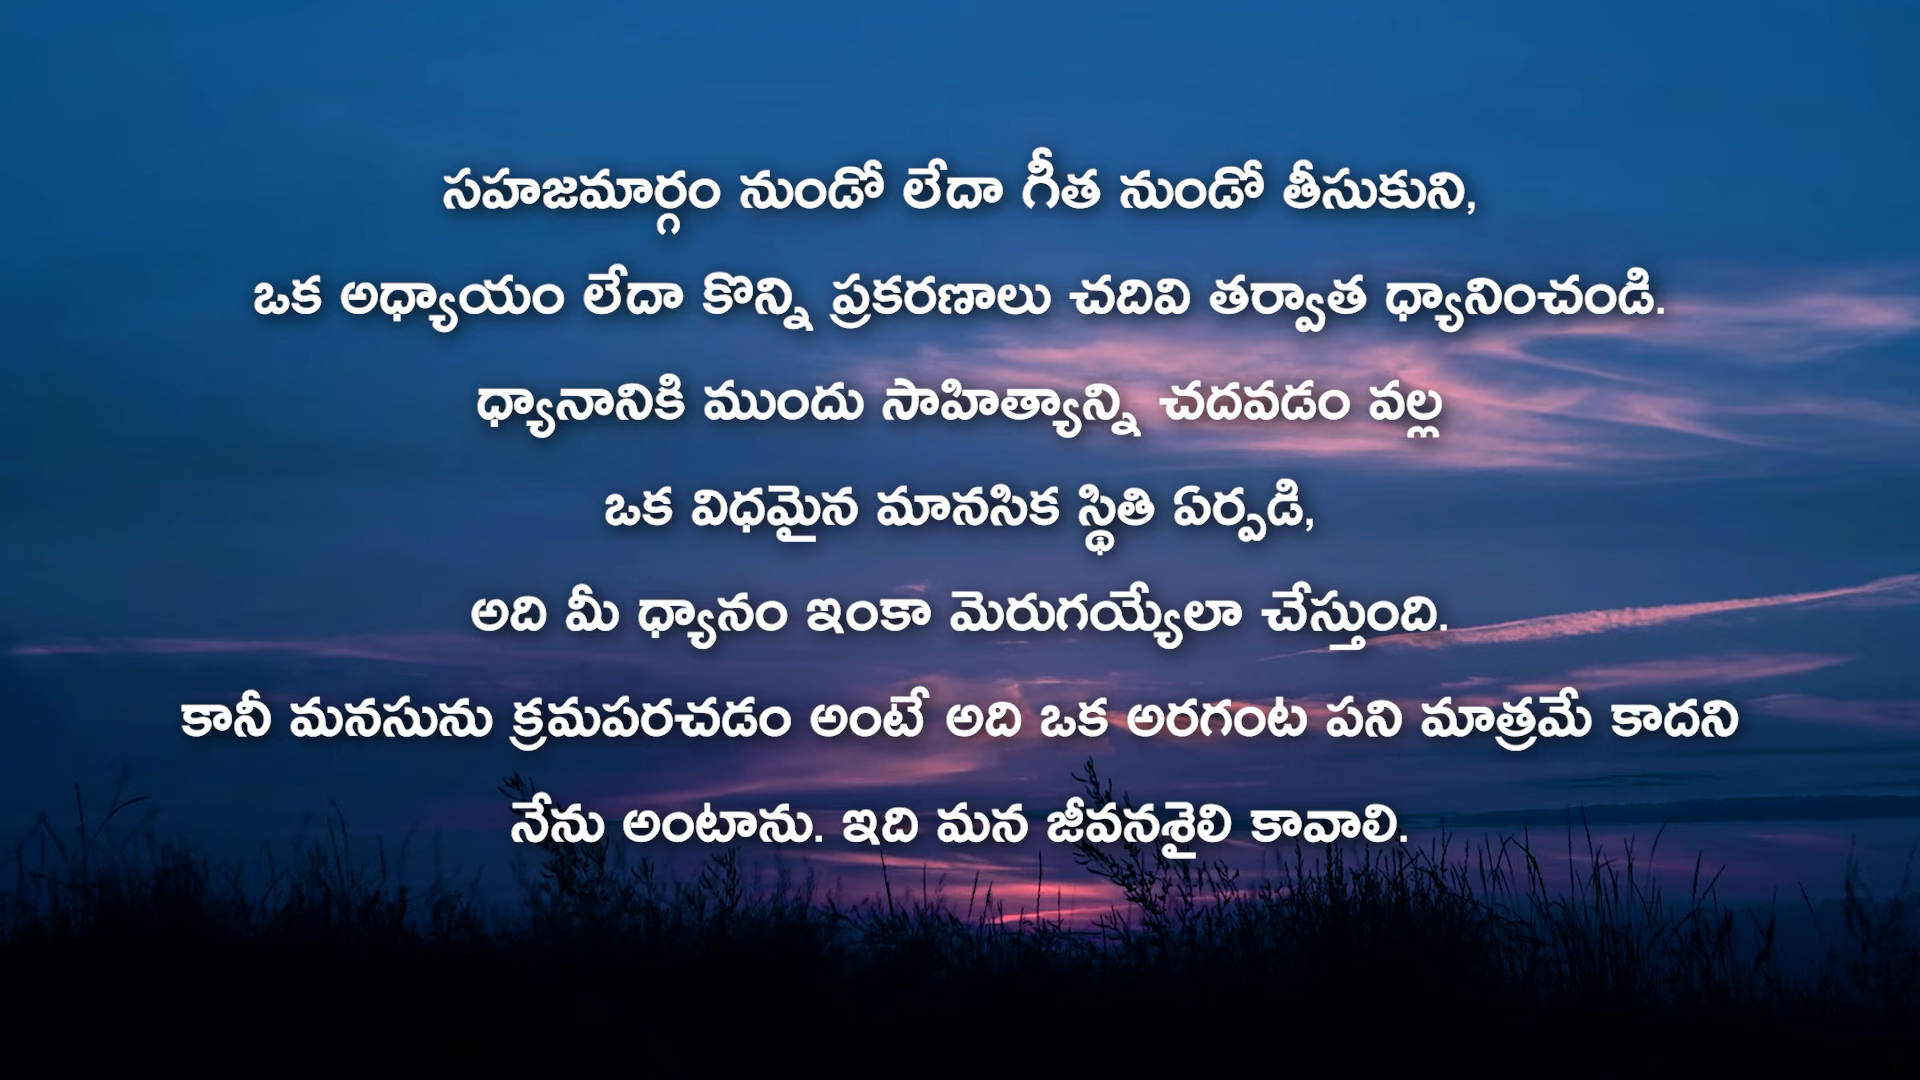 సహజమార్గం నుండో లేదా గీత నుండో తీసుకుని,
ఒక అధ్యాయం లేదా కొన్ని ప్రకరణాలు చదివి తర్వాత ధ్యానించండి.
ధ్యానానికి ముందు సాహిత్యాన్ని చదవడం వల్ల
ఒక విధమైన మానసిక స్థితి ఏర్పడి,
అది మీ ధ్యానం ఇంకా మెరుగయ్యేలా చేస్తుంది.
కానీ మనసును క్రమపరచడం అంటే అది ఒక అరగంట పని మాత్రమే కాదని
నేను అంటాను. ఇది మన జీవనశైలి కావాలి.